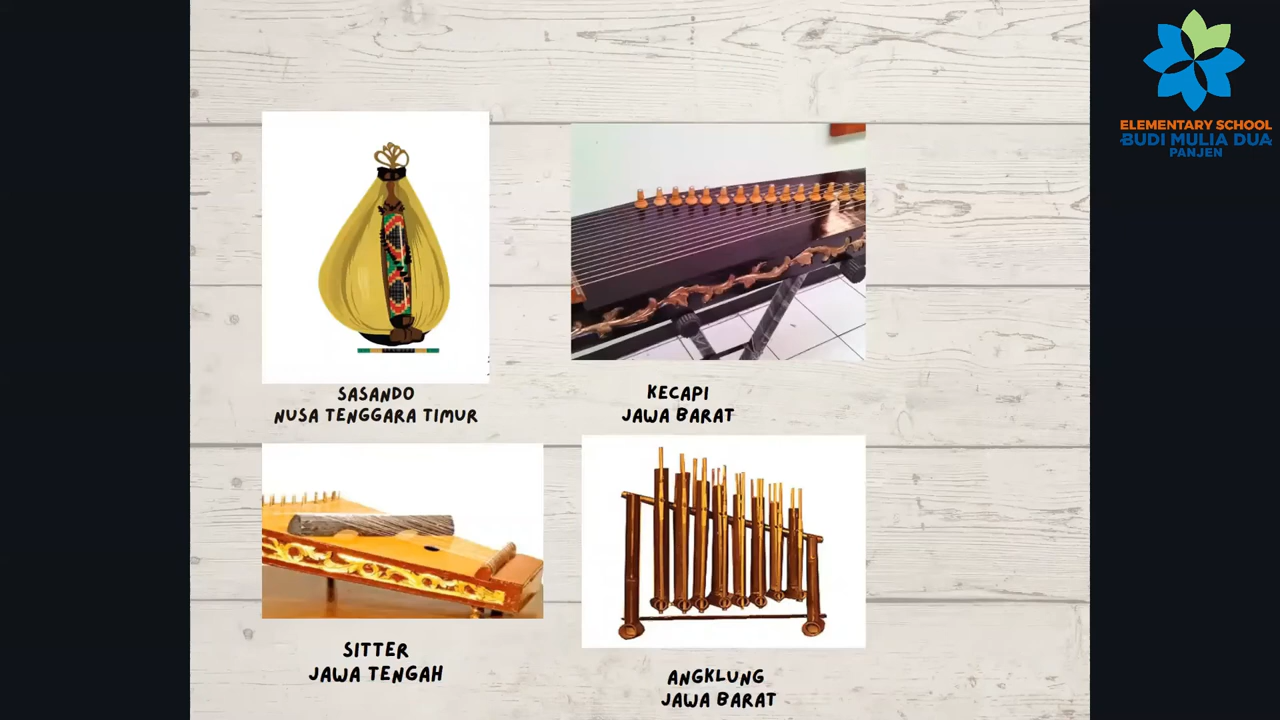 ELEMENTARY SCHOOL
BUDI MULIA DUA
PANJEN
SASANDO
NUSA TENGGARA TIMUR
KECAPI
JAWA BARAT
SITTER
JAWA TENGAH
ANGKLUNG
JAWA BARAT